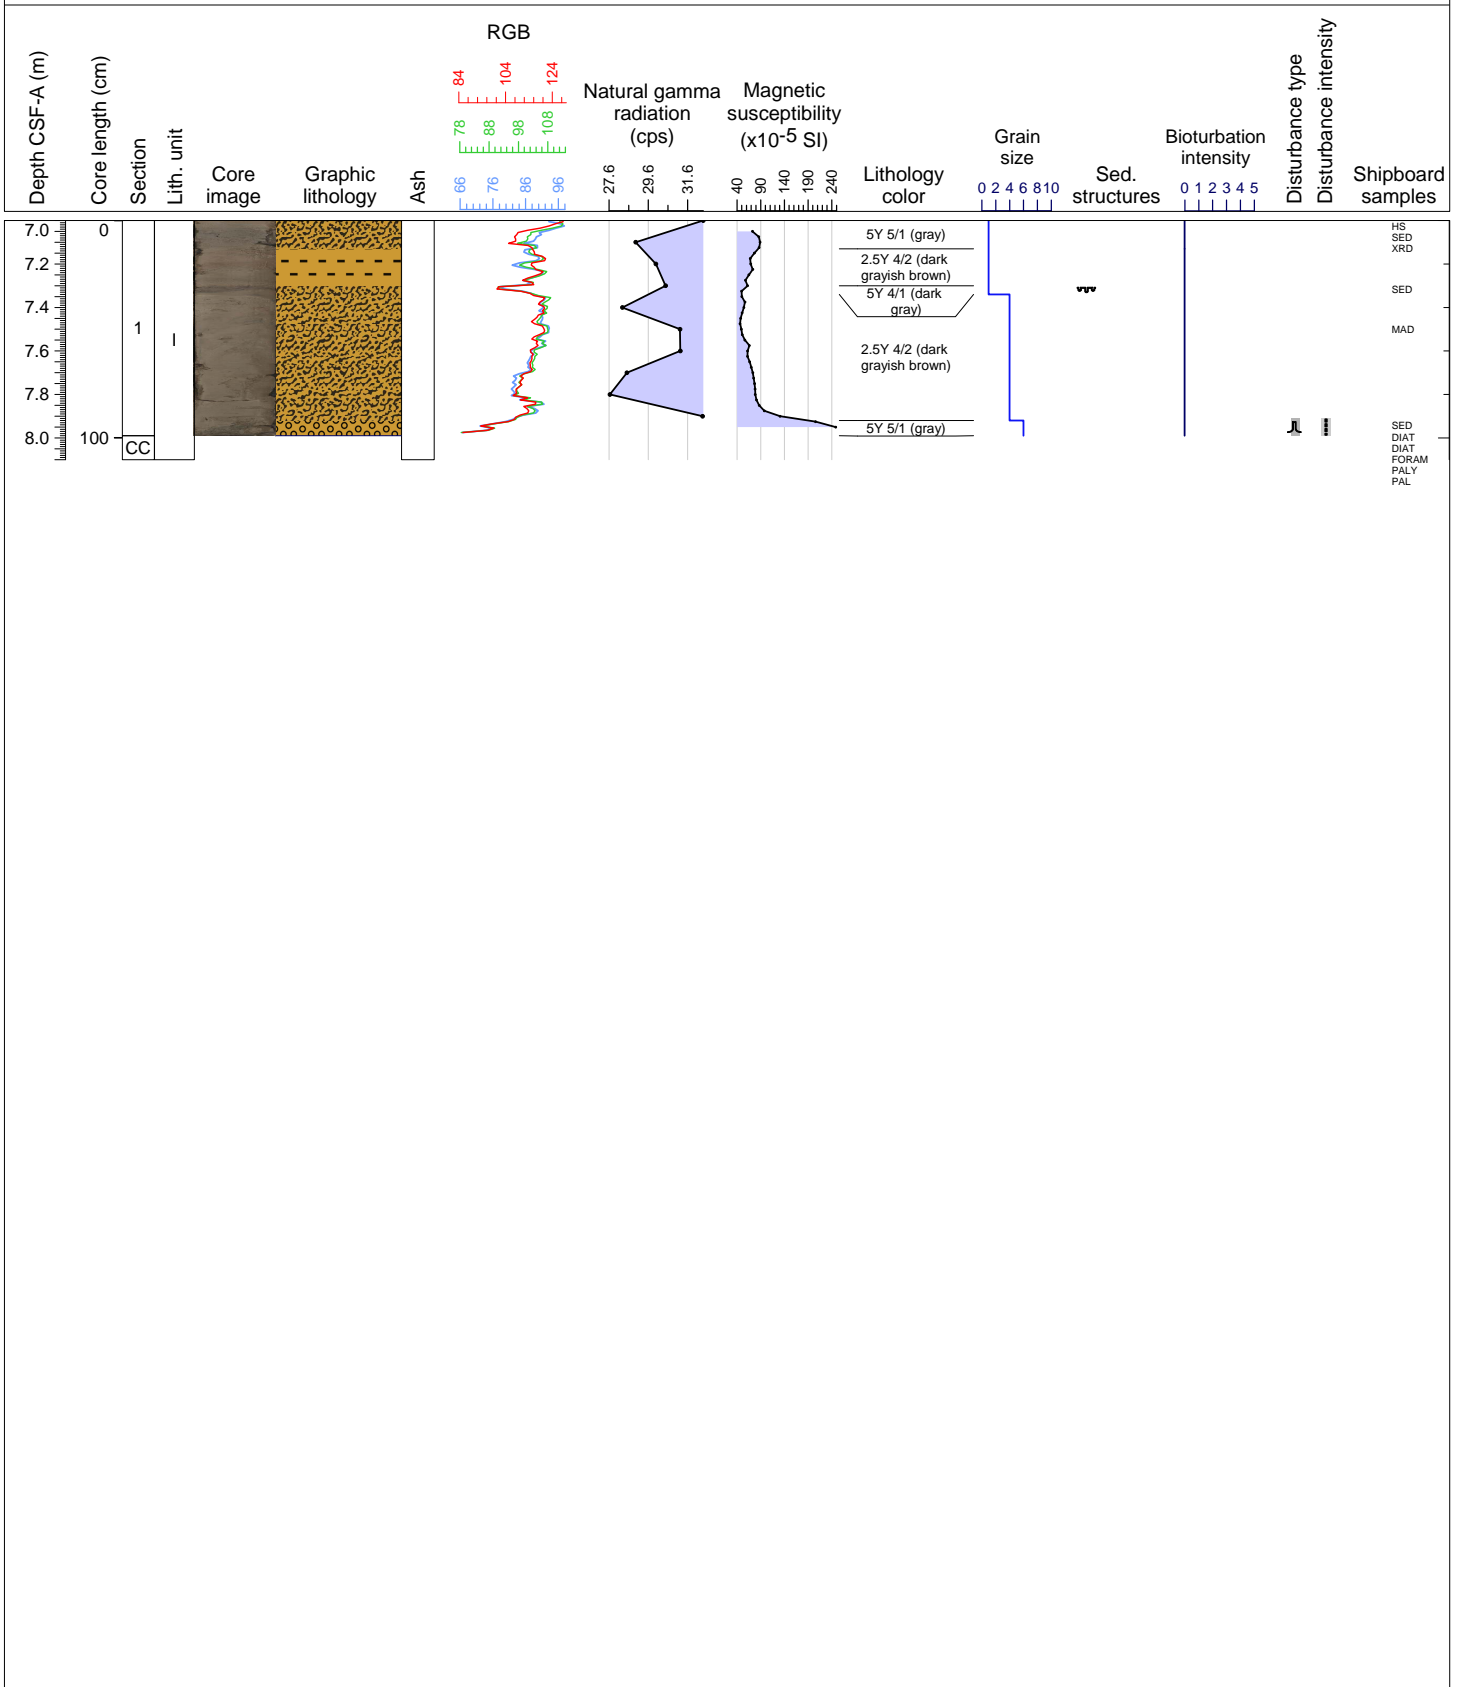 RGB
84 104 124
78 88 98 108
66 76 86 96
Depth CSF-A (m)
Core length (cm)
Section
Lith. unit
Core
image
Graphic
lithology
Ash
Natural gamma
radiation
(cps)
27.6 29.6 31.6
Magnetic
susceptibility
(x10-5 SI)
40 90 140 190 240
Lithology
color
Grain
size
0 2 4 6 8 10
Sed.
structures
Bioturbation
intensity
0 1 2 3 4 5
Disturbance type
Disturbance intensity
Shipboard
samples
7.0
7.2
7.4
7.6
7.8
8.0
0
100
1
CC
I
5Y 5/1 (gray)
2.5Y 4/2 (dark
grayish brown)
5Y 4/1 (dark
gray)
2.5Y 4/2 (dark
grayish brown)
5Y 5/1 (gray)
HS
SED
XRD
SED
MAD
SED
DIAT
DIAT
FORAM
PALY
PAL